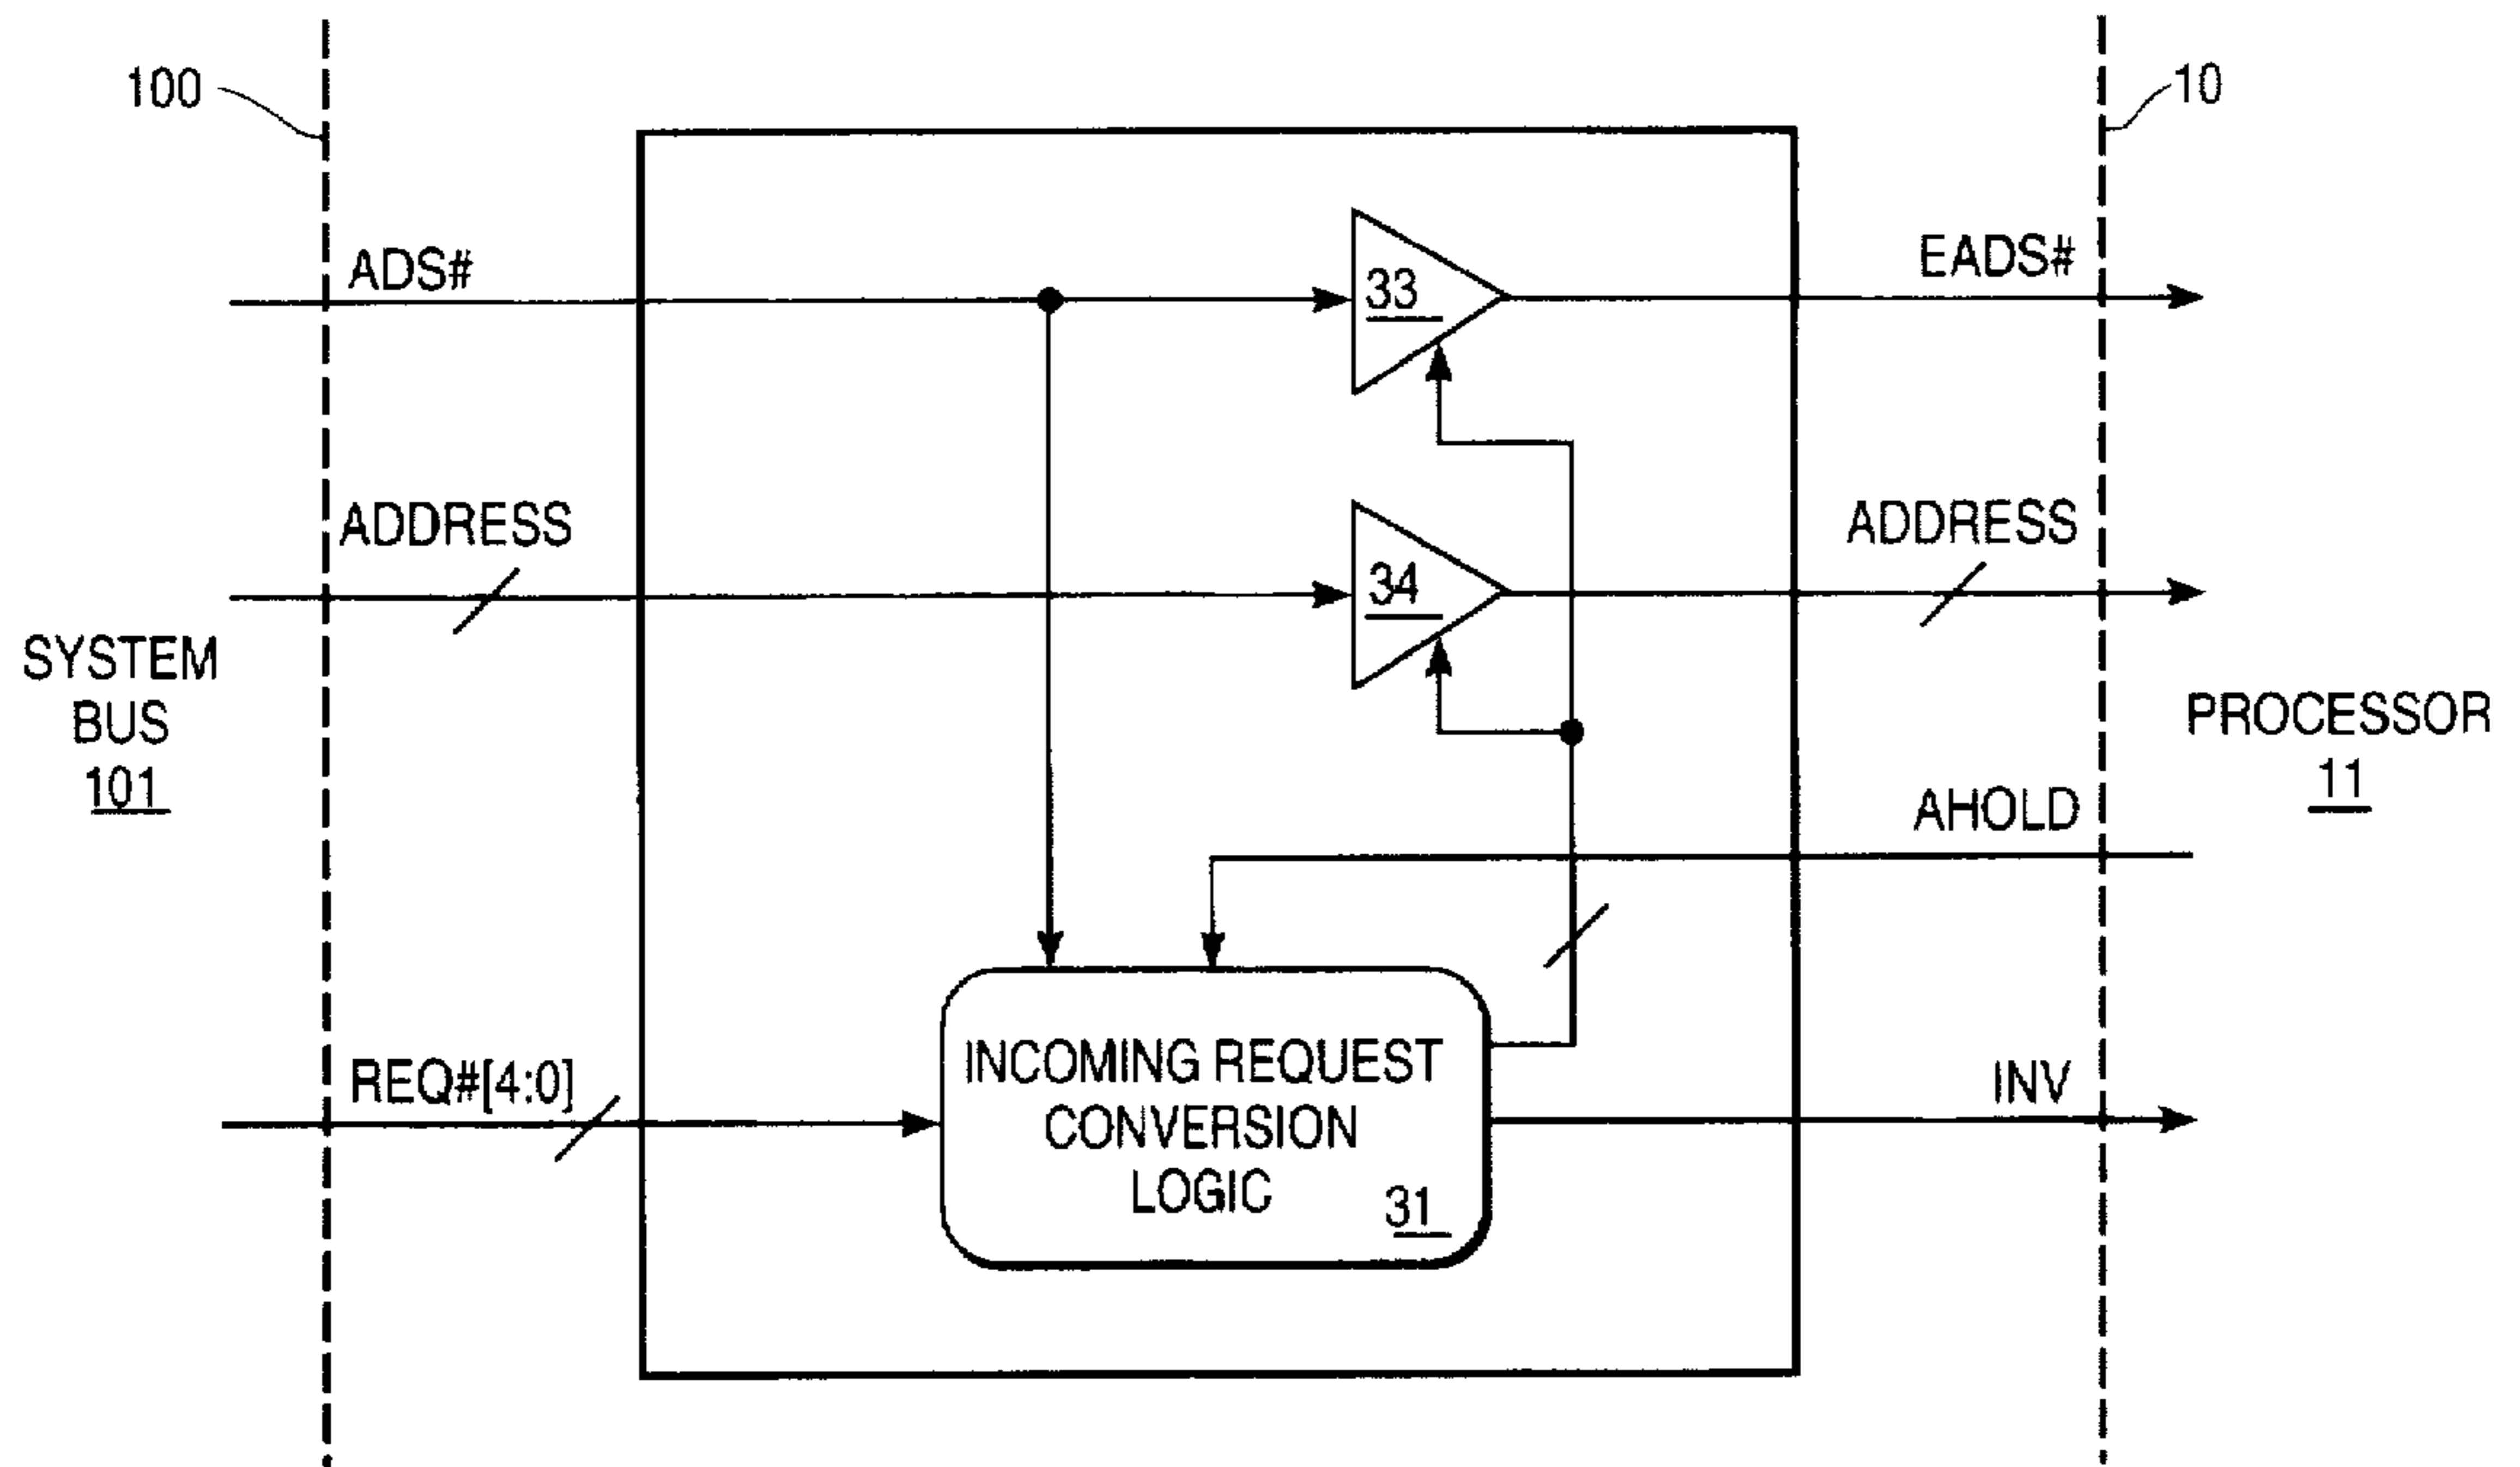 100
10
ADS#
33
EADS#
ADDRESS
34
ADDRESS
SYSTEM
BUS
101
PROCESSOR
11
AHOLD
REQ#[4:0]
INCOMING REQUEST
CONVERSION
LOGIC
31
INV